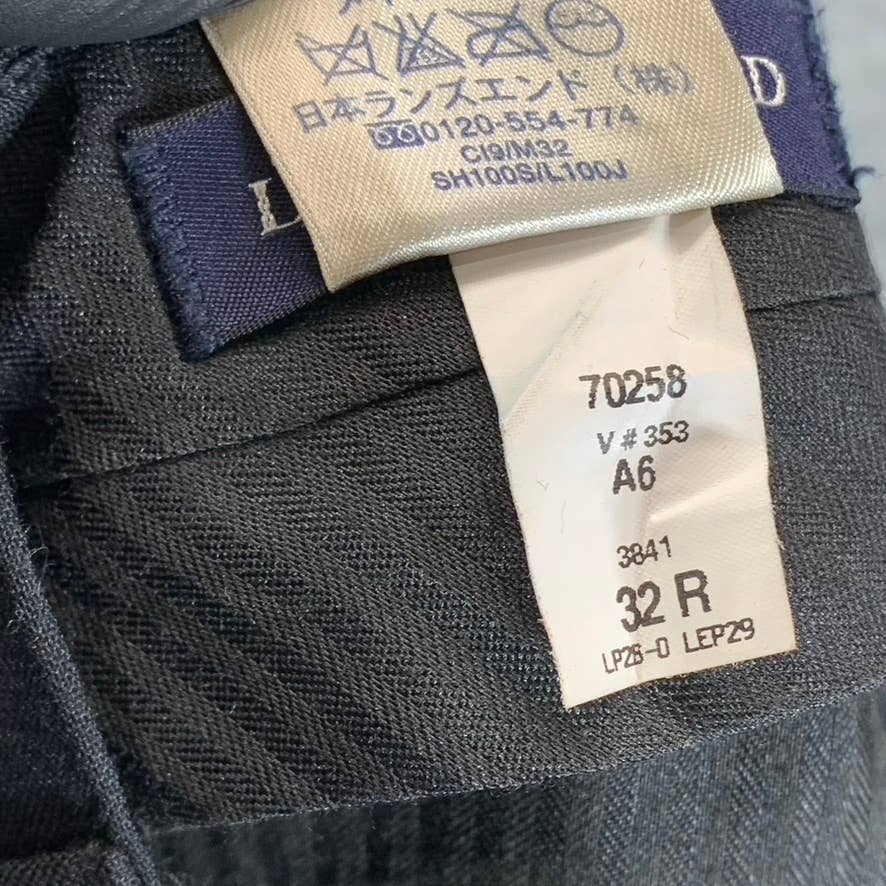 L D
日本ランズエンド（株）
0120-554-774
C19/M32
SH100S/L100J
70258
V # 353
A6
3841
32 R
LP28-0 LEP29